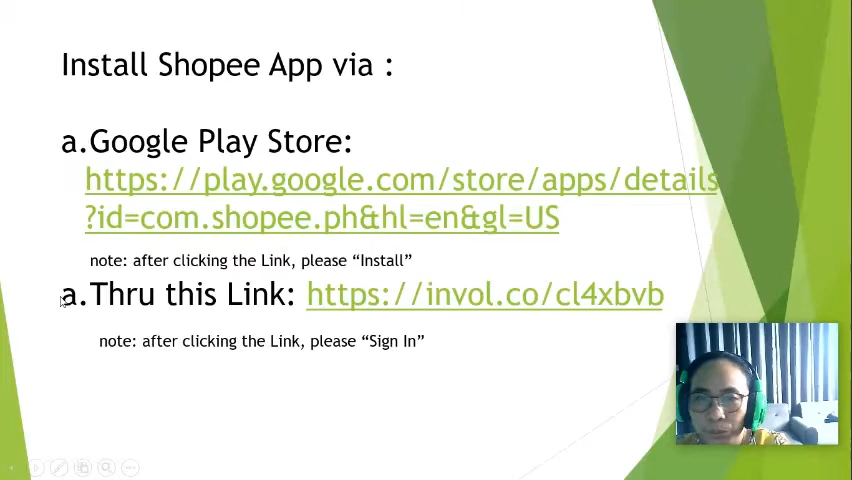 Install Shopee App via :
a.Google Play Store:
https://play.google.com/store/apps/details
?id=com.shopee.ph&hl=en&gl=US
note: after clicking the Link, please “Install”
a.Thru this Link: https://invol.co/cl4xbvb
note: after clicking the Link, please “Sign In”